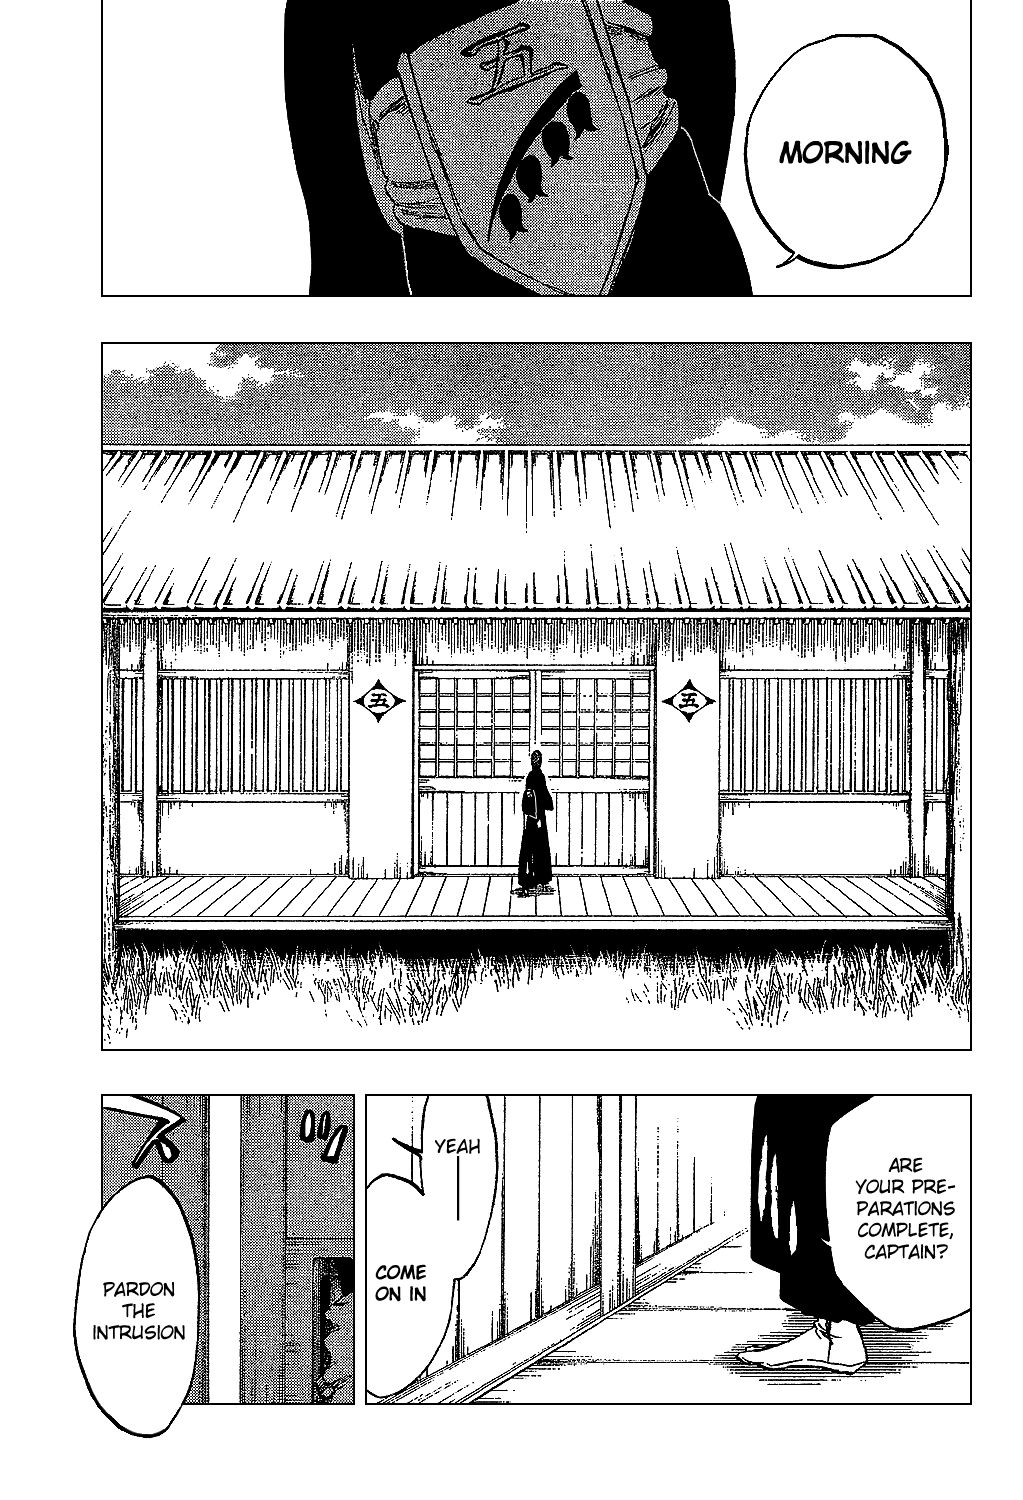 五
MORNING
五
五
ARE
YOUR PRE-
PARATIONS
COMPLETE,
CAPTAIN?
YEAH
COME
ON IN
PARDON
THE
INTRUSION